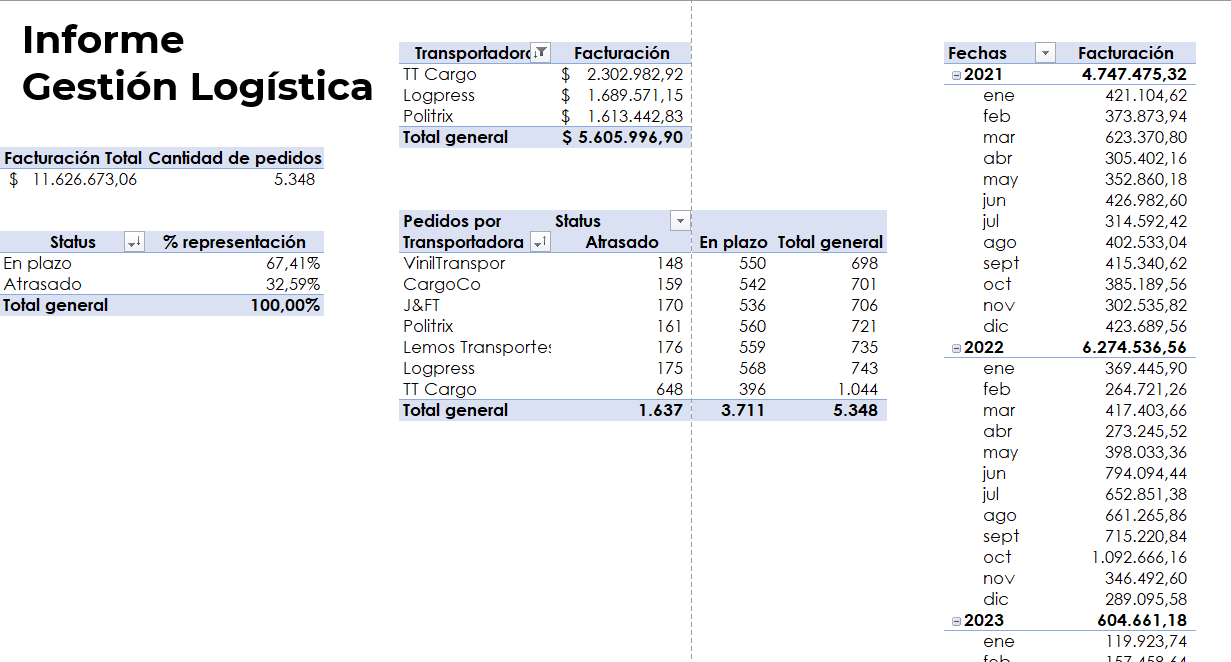 Informe
Gestión Logística
Facturación Total Cantidad de pedidos
$ 11.626.673,06 5.348
Status % representación
En plazo 67,41%
Atrasado 32,59%
Total general 100,00%
Transportadora Facturación
TT Cargo $ 2.302.982,92
Logpress $ 1.689.571,15
Politrix $ 1.613.442,83
Total general $ 5.605.996,90
Pedidos por Status
Transportadora Atrasado En plazo Total general
VinilTranspor 148 550 698
CargoCo 159 542 701
J&FT 170 536 706
Politrix 161 560 721
Lemos Transportes 176 559 735
Logpress 175 568 743
TT Cargo 648 396 1.044
Total general 1.637 3.711 5.348
Fechas Facturación
2021 4.747.475,32
ene 421.104,62
feb 373.873,94
mar 623.370,80
abr 305.402,16
may 352.860,18
jun 426.982,60
jul 314.592,42
ago 402.533,04
sept 415.340,62
oct 385.189,56
nov 302.535,82
dic 423.689,56
2022 6.274.536,56
ene 369.445,90
feb 264.721,26
mar 417.403,66
abr 273.245,52
may 398.033,36
jun 794.094,44
jul 652.851,38
ago 661.265,86
sept 715.220,84
oct 1.092.666,16
nov 346.492,60
dic 289.095,58
2023 604.661,18
ene 119.923,74
feb 157.458,64